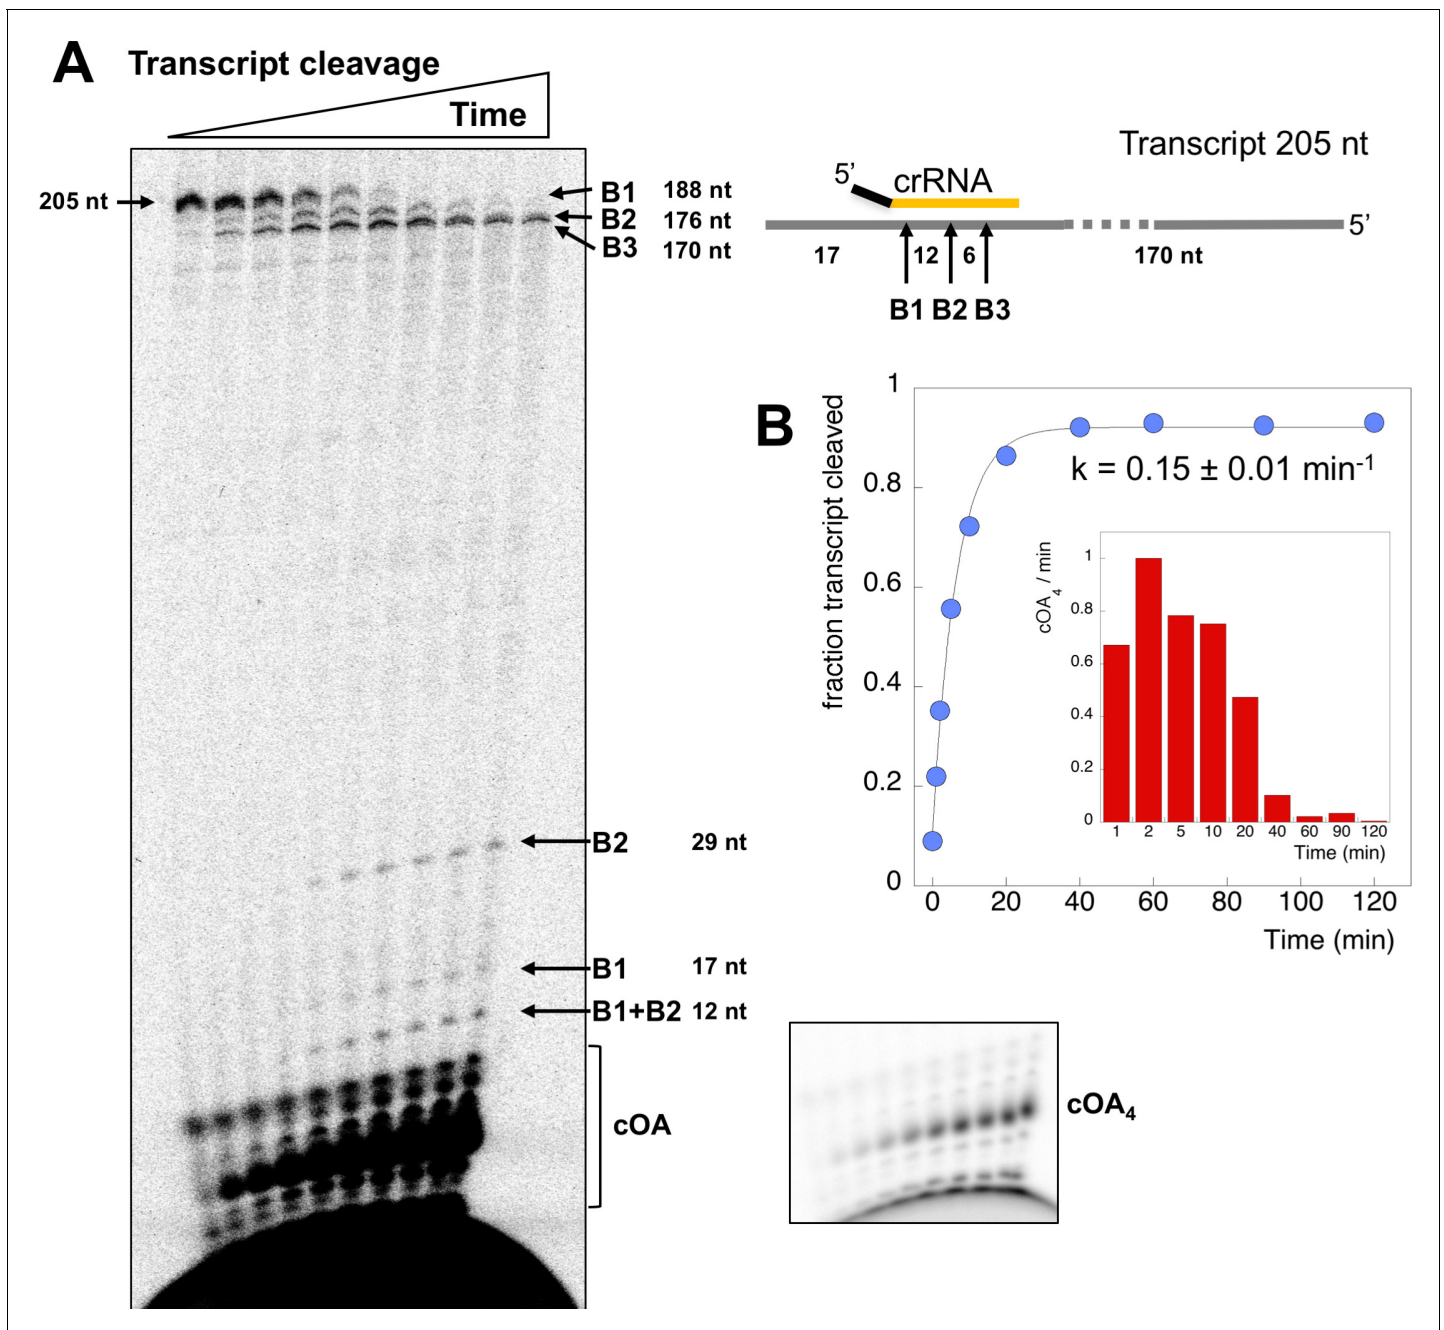 A Transcript cleavage
Time
205 nt
B1 188 nt
B2 176 nt
B3 170 nt
B2 29 nt
B1 17 nt
B1+B2 12 nt
cOA
Transcript 205 nt
5’
crRNA
5’
17 12 6 170 nt
B1 B2 B3
B
fraction transcript cleaved
1
0.8
0.6
0.4
0.2
0
0 20 40 60 80 100 120
Time (min)
k = 0.15 ± 0.01 min-1
cOA4 / min
1
0.8
0.6
0.4
0.2
0
1 2 5 10 20 40 60 90 120
Time (min)
cOA4